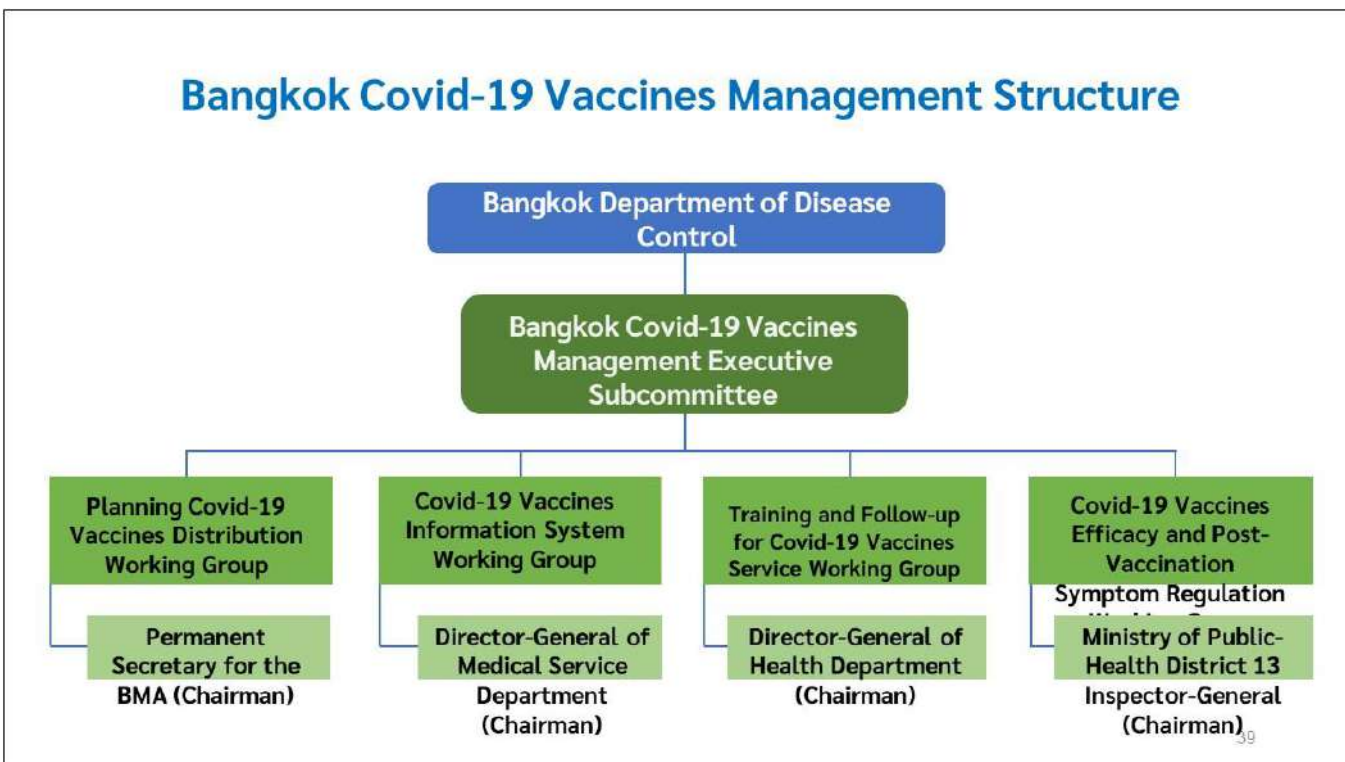 Bangkok Covid-19 Vaccines Management Structure
Bangkok Department of Disease
Control
Bangkok Covid-19 Vaccines
Management Executive
Subcommittee
Planning Covid-19
Vaccines Distribution
Working Group
Permanent
Secretary for the
BMA (Chairman)
Covid-19 Vaccines
Information System
Working Group
Director-General of
Medical Service
Department
(Chairman)
Training and Follow-up
for Covid-19 Vaccines
Service Working Group
Director-General of
Health Department
(Chairman)
Covid-19 Vaccines
Efficacy and Post-
Vaccination
Symptom Regulation
Ministry of Public-
Health District 13
Inspector-General
(Chairman)
39